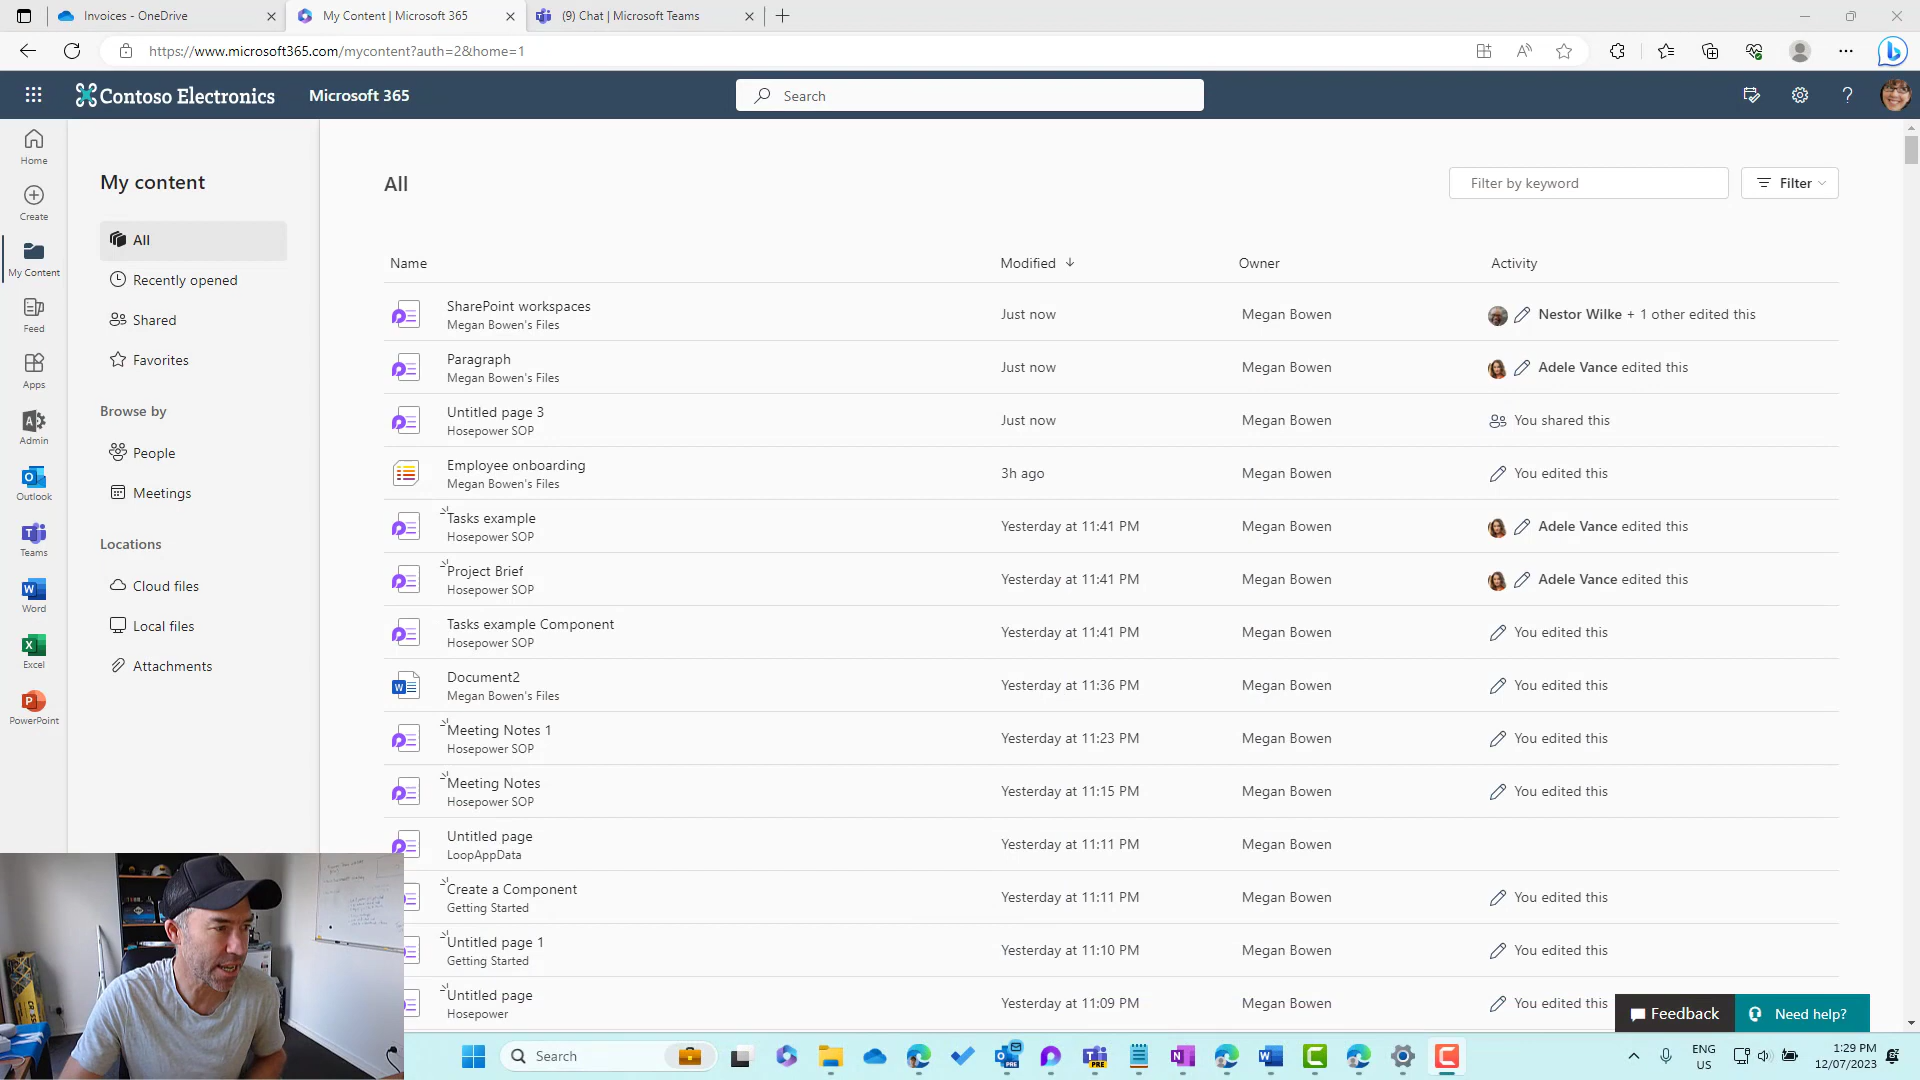 Invoices - OneDrive
My Content | Microsoft 365
(9) Chat | Microsoft Teams
https://www.microsoft365.com/mycontent?auth=2&home=1
Contoso Electronics
Microsoft 365
Search
Home
Create
My Content
Feed
Apps
Admin
Outlook
Teams
Word
Excel
PowerPoint
My content
All
Recently opened
Shared
Favorites
Browse by
People
Meetings
Locations
Cloud files
Local files
Attachments
All
Filter by keyword
Filter
Name Modified Owner Activity
SharePoint workspaces Just now Megan Bowen Nestor Wilke + 1 other edited this
Megan Bowen's Files
Paragraph Just now Megan Bowen Adele Vance edited this
Megan Bowen's Files
Untitled page 3 Just now Megan Bowen You shared this
Hosepower SOP
Employee onboarding 3h ago Megan Bowen You edited this
Megan Bowen's Files
Tasks example Yesterday at 11:41 PM Megan Bowen Adele Vance edited this
Hosepower SOP
Project Brief Yesterday at 11:41 PM Megan Bowen Adele Vance edited this
Hosepower SOP
Tasks example Component Yesterday at 11:41 PM Megan Bowen You edited this
Hosepower SOP
Document2 Yesterday at 11:36 PM Megan Bowen You edited this
Megan Bowen's Files
Meeting Notes 1 Yesterday at 11:23 PM Megan Bowen You edited this
Hosepower SOP
Meeting Notes Yesterday at 11:15 PM Megan Bowen You edited this
Hosepower SOP
Untitled page Yesterday at 11:11 PM Megan Bowen
LoopAppData
Create a Component Yesterday at 11:11 PM Megan Bowen You edited this
Getting Started
Untitled page 1 Yesterday at 11:10 PM Megan Bowen You edited this
Getting Started
Untitled page Yesterday at 11:09 PM Megan Bowen You edited this
Hosepower
Feedback
Need help?
Search
PRE
PRE
ENG
US
1:29 PM
12/07/2023